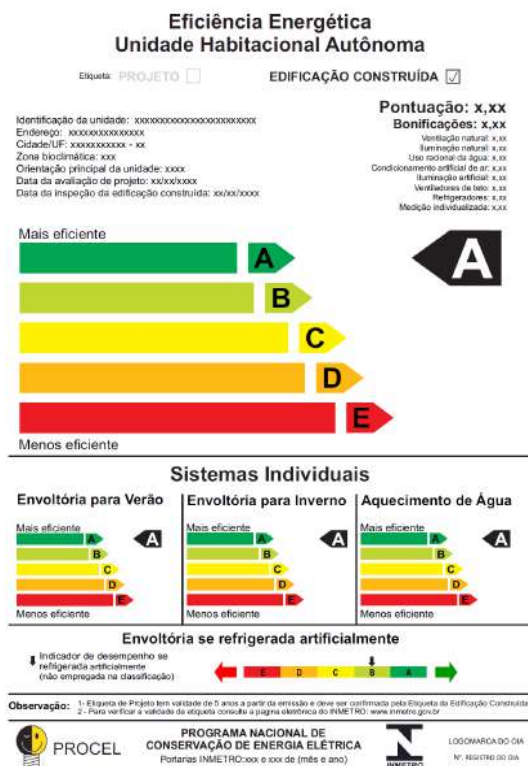 Eficiência Energética
Unidade Habitacional Autônoma
Etiqueta: PROJETO
EDIFICAÇÃO CONSTRUÍDA
Pontuação: x,xx
Bonificações: x,xx
Ventilação natural: x,xx
Iluminação natural: x,xx
Uso racional da água: x,xx
Condicionamento artificial de ar: x,xx
Iluminação artificial: x,xx
Ventiladores de teto: x,xx
Refrigeradores: x,xx
Medição individualizada: x,xx
Identificação da unidade: xxxxxxxxxxxxxxxxxxxxxxxx
Endereço: xxxxxxxxxxxxxxx
Cidade/UF: xxxxxxxxxxx - xx
Zona bioclimática: xxx
Orientação principal da unidade: xxxx
Data da avaliação de projeto: xx/xx/xxxx
Data da inspeção da edificação construída: xx/xx/xxxx
Mais eficiente
A
A
B
C
D
E
Menos eficiente
Sistemas Individuais
Envoltória para Verão
Mais eficiente
A
A
B
C
D
E
Menos eficiente
Envoltória para Inverno
Mais eficiente
A
A
B
C
D
E
Menos eficiente
Aquecimento de Água
Mais eficiente
A
A
B
C
D
E
Menos eficiente
Envoltória se refrigerada artificialmente
Indicador de desempenho se
refrigerada artificialmente
(não empregada na classificação)
E D C B A
Observação: 1- Etiqueta de Projeto tem validade de 5 anos a partir da emissão e deve ser confirmada pela Etiqueta da Edificação Construída
2 - Para verificar a validade da etiqueta consulte a pagina eletrônica do INMETRO: www.inmetro.gov.br
PROCEL
PROGRAMA NACIONAL DE
CONSERVAÇÃO DE ENERGIA ELÉTRICA
Portarias INMETRO:xxx e xxx de (mês e ano)
INMETRO
LOGOMARCA DO OIA
Nº. REGISTRO DO OIA